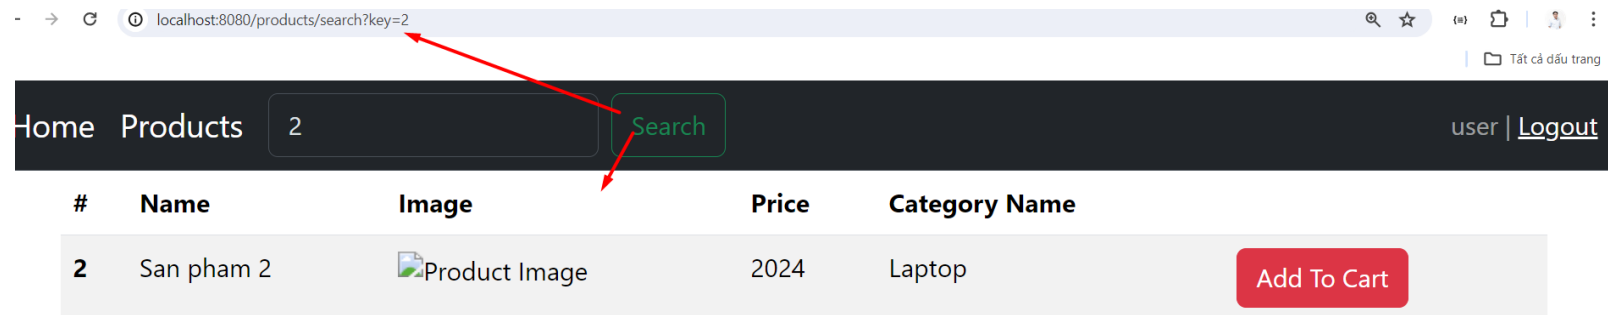 localhost:8080/products/search?key=2
Tất cả dấu trang
Home Products 2 Search user | Logout
# Name Image Price Category Name
2 San pham 2 Product Image 2024 Laptop Add To Cart